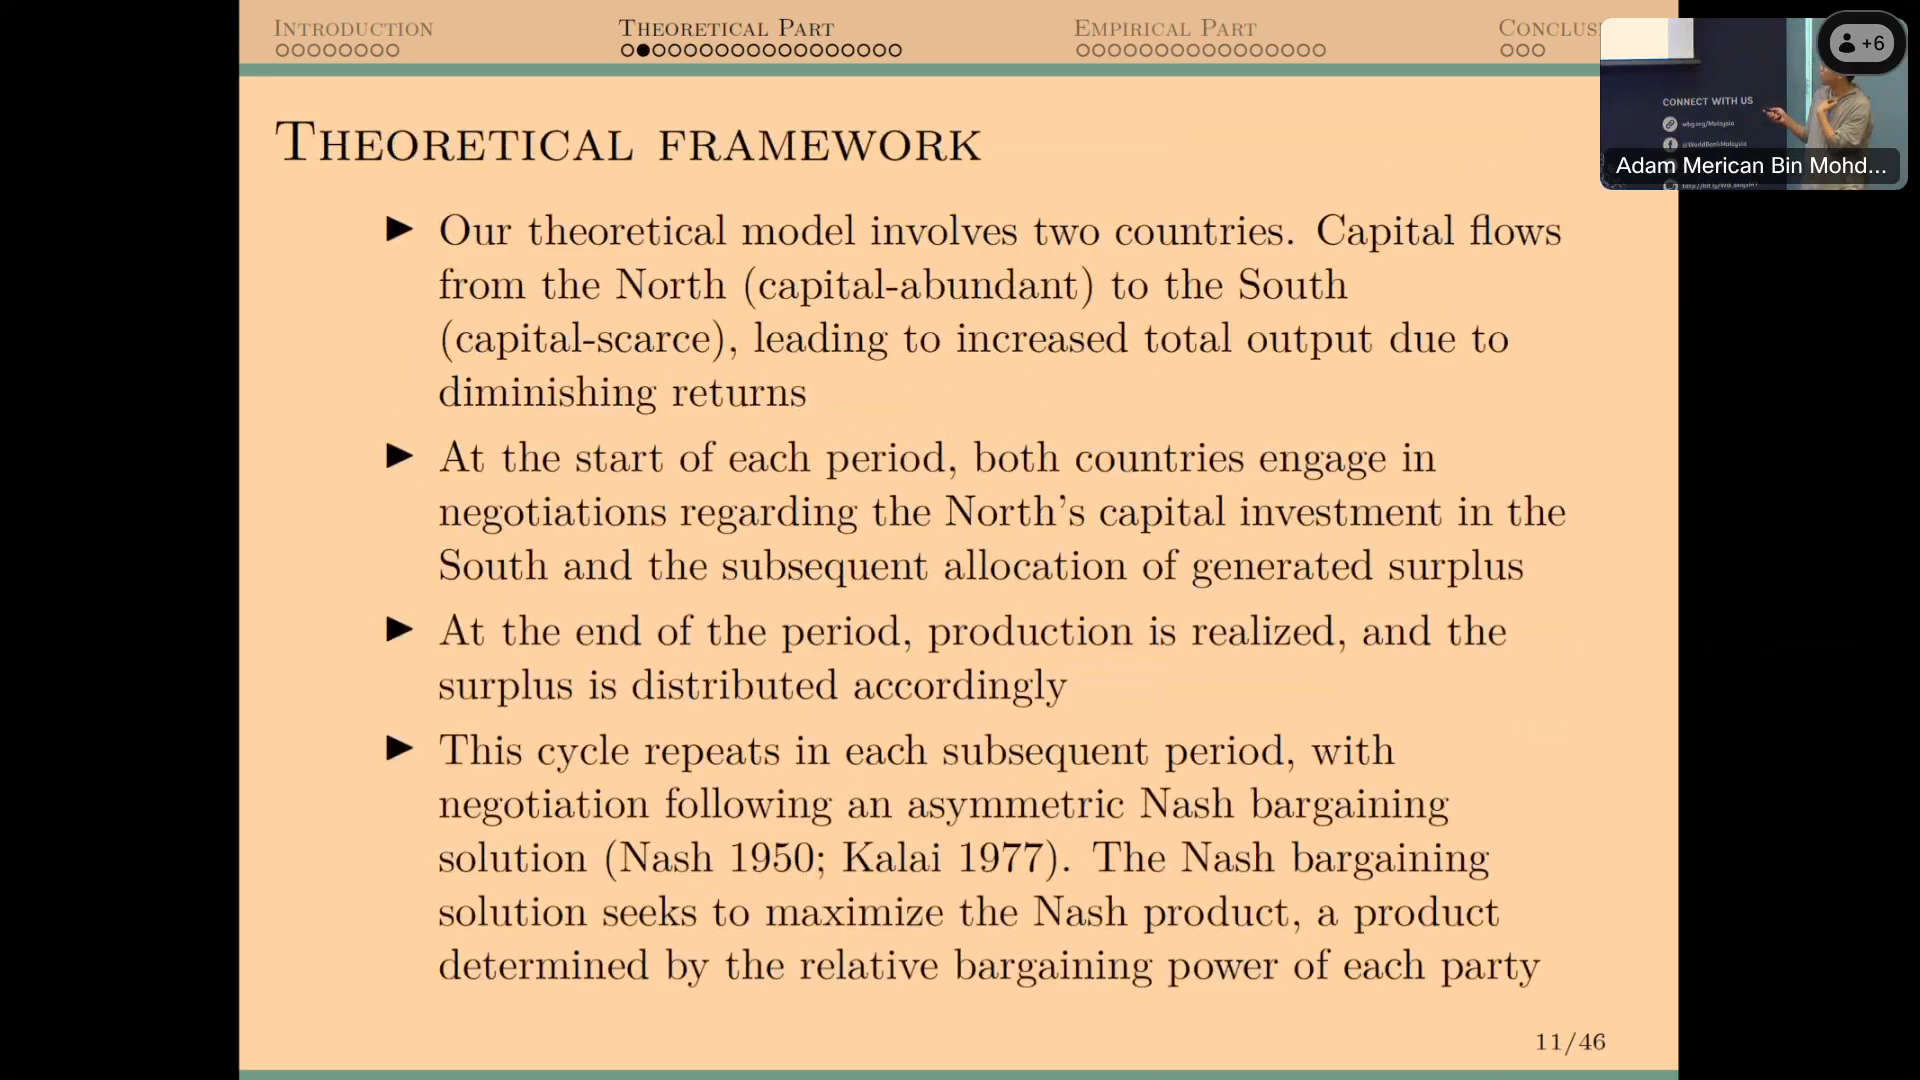 INTRODUCTION
THEORETICAL PART
EMPIRICAL PART
CONCLUS
+6
CONNECT WITH US
wbg.org/Malaysia
@WorldBankMalaysia
Adam Merican Bin Mohd...
THEORETICAL FRAMEWORK
▶ Our theoretical model involves two countries. Capital flows
from the North (capital-abundant) to the South
(capital-scarce), leading to increased total output due to
diminishing returns
▶ At the start of each period, both countries engage in
negotiations regarding the North's capital investment in the
South and the subsequent allocation of generated surplus
▶ At the end of the period, production is realized, and the
surplus is distributed accordingly
▶ This cycle repeats in each subsequent period, with
negotiation following an asymmetric Nash bargaining
solution (Nash 1950; Kalai 1977). The Nash bargaining
solution seeks to maximize the Nash product, a product
determined by the relative bargaining power of each party
11/46